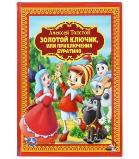 Алексей Толстой
ЗОЛОТОЙ КЛЮЧИК,
ИЛИ ПРИКЛЮЧЕНИЯ
БУРАТИНО